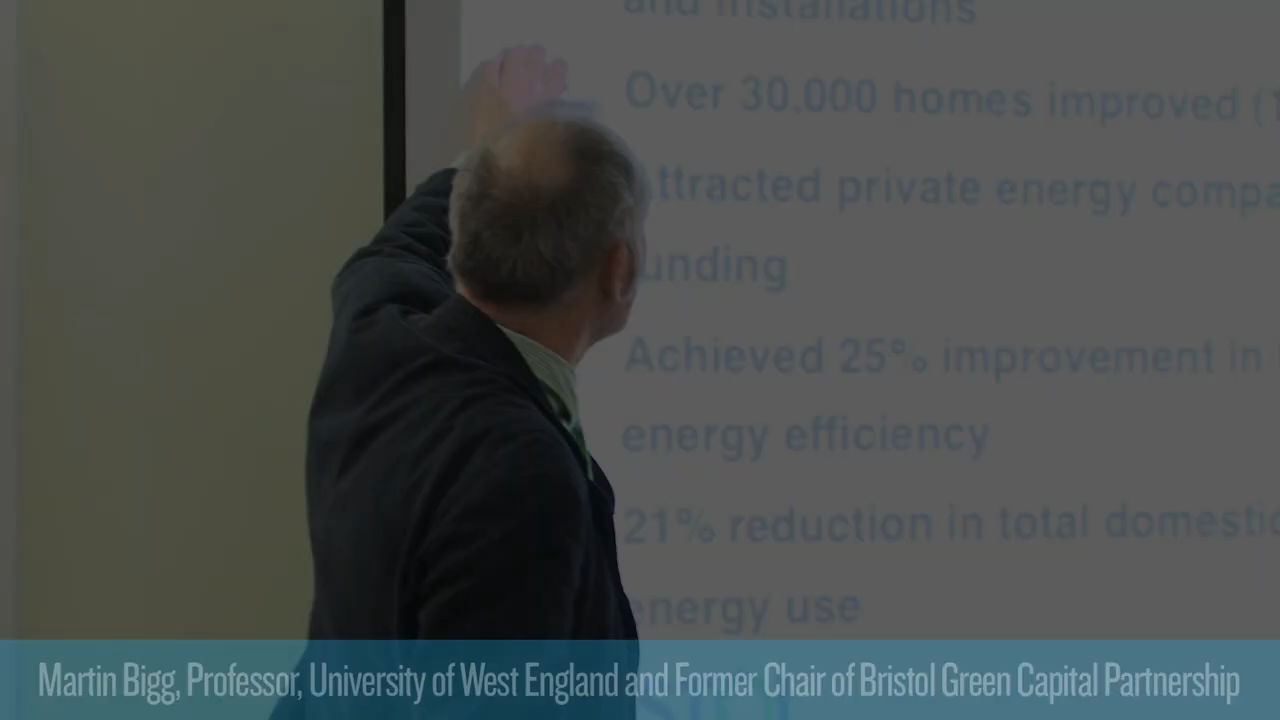 and installations
Over 30,000 homes improved (
attracted private energy compa
funding
Achieved 25% improvement in
energy efficiency
21% reduction in total domestic
energy use
Martin Bigg, Professor, University of West England and Former Chair of Bristol Green Capital Partnership